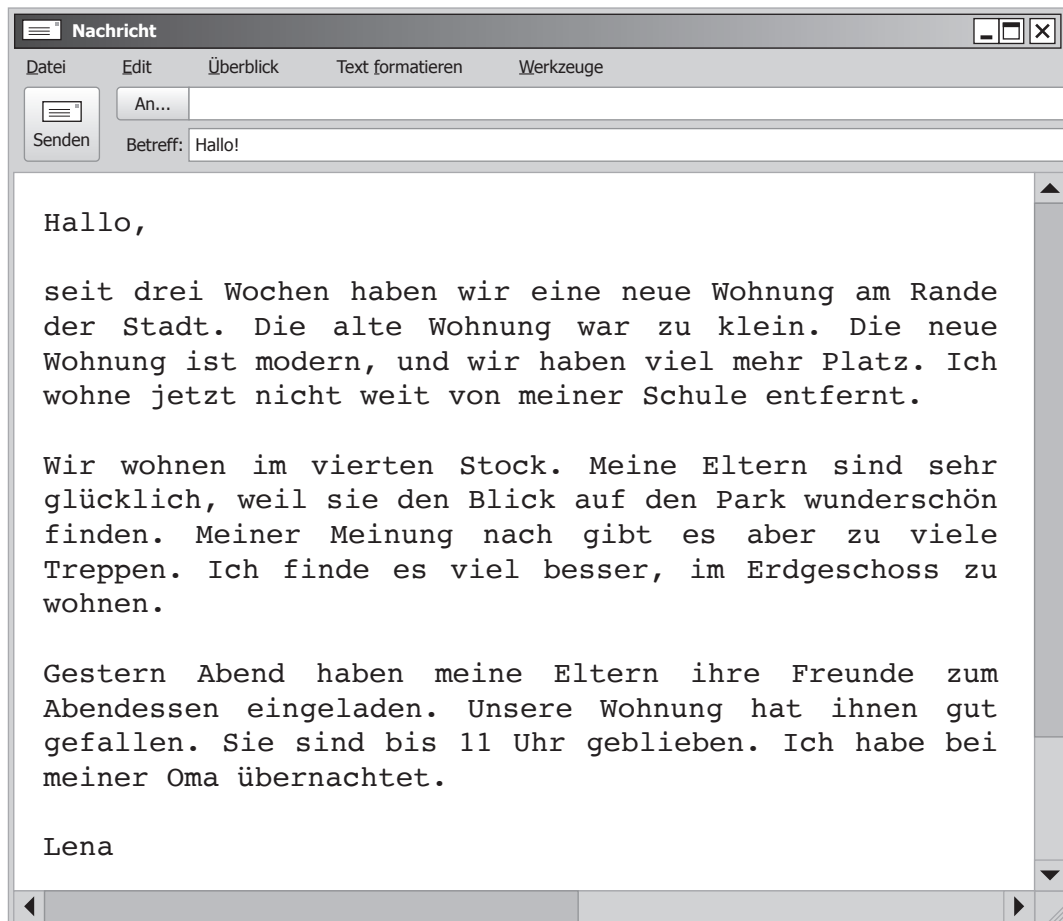 Nachricht
Datei Edit Überblick Text formatieren Werkzeuge
An...
Senden
Betreff: Hallo!
Hallo,
seit drei Wochen haben wir eine neue Wohnung am Rande
der Stadt. Die alte Wohnung war zu klein. Die neue
Wohnung ist modern, und wir haben viel mehr Platz. Ich
wohne jetzt nicht weit von meiner Schule entfernt.
Wir wohnen im vierten Stock. Meine Eltern sind sehr
glücklich, weil sie den Blick auf den Park wunderschön
finden. Meiner Meinung nach gibt es aber zu viele
Treppen. Ich finde es viel besser, im Erdgeschoss zu
wohnen.
Gestern Abend haben meine Eltern ihre Freunde zum
Abendessen eingeladen. Unsere Wohnung hat ihnen gut
gefallen. Sie sind bis 11 Uhr geblieben. Ich habe bei
meiner Oma übernachtet.
Lena